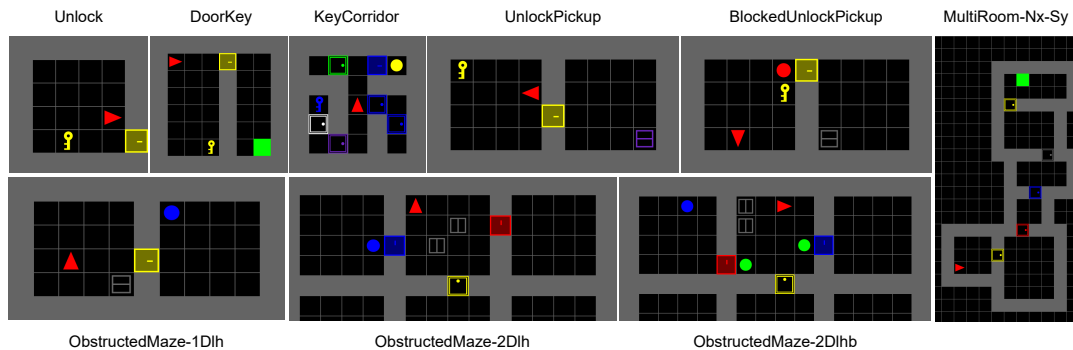 Unlock
DoorKey
KeyCorridor
UnlockPickup
BlockedUnlockPickup
MultiRoom-Nx-Sy
ObstructedMaze-1Dlh
ObstructedMaze-2Dlh
ObstructedMaze-2Dlhb